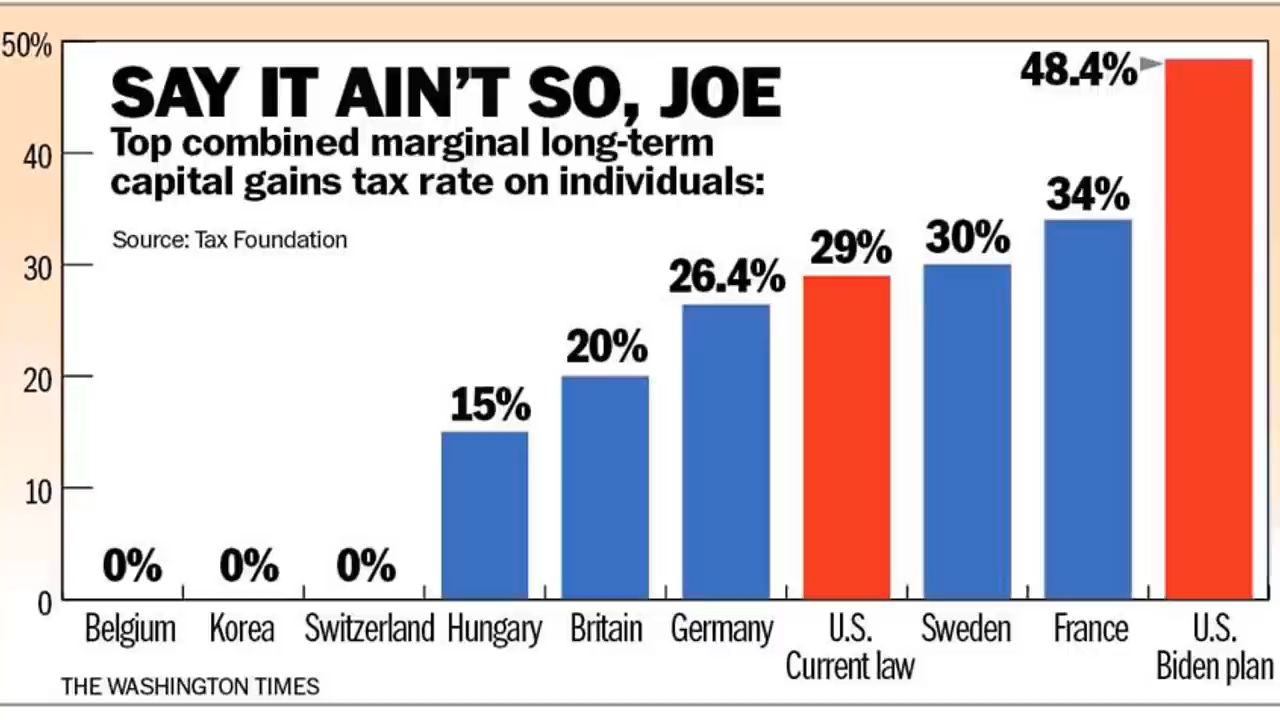 SAY IT AIN'T SO, JOE
Top combined marginal long-term
capital gains tax rate on individuals:
Source: Tax Foundation
50%
40
30
20
10
0
0%
0%
0%
15%
20%
26.4%
29%
30%
34%
48.4%
Belgium
Korea
Switzerland
Hungary
Britain
Germany
U.S.
Current law
Sweden
France
U.S.
Biden plan
THE WASHINGTON TIMES